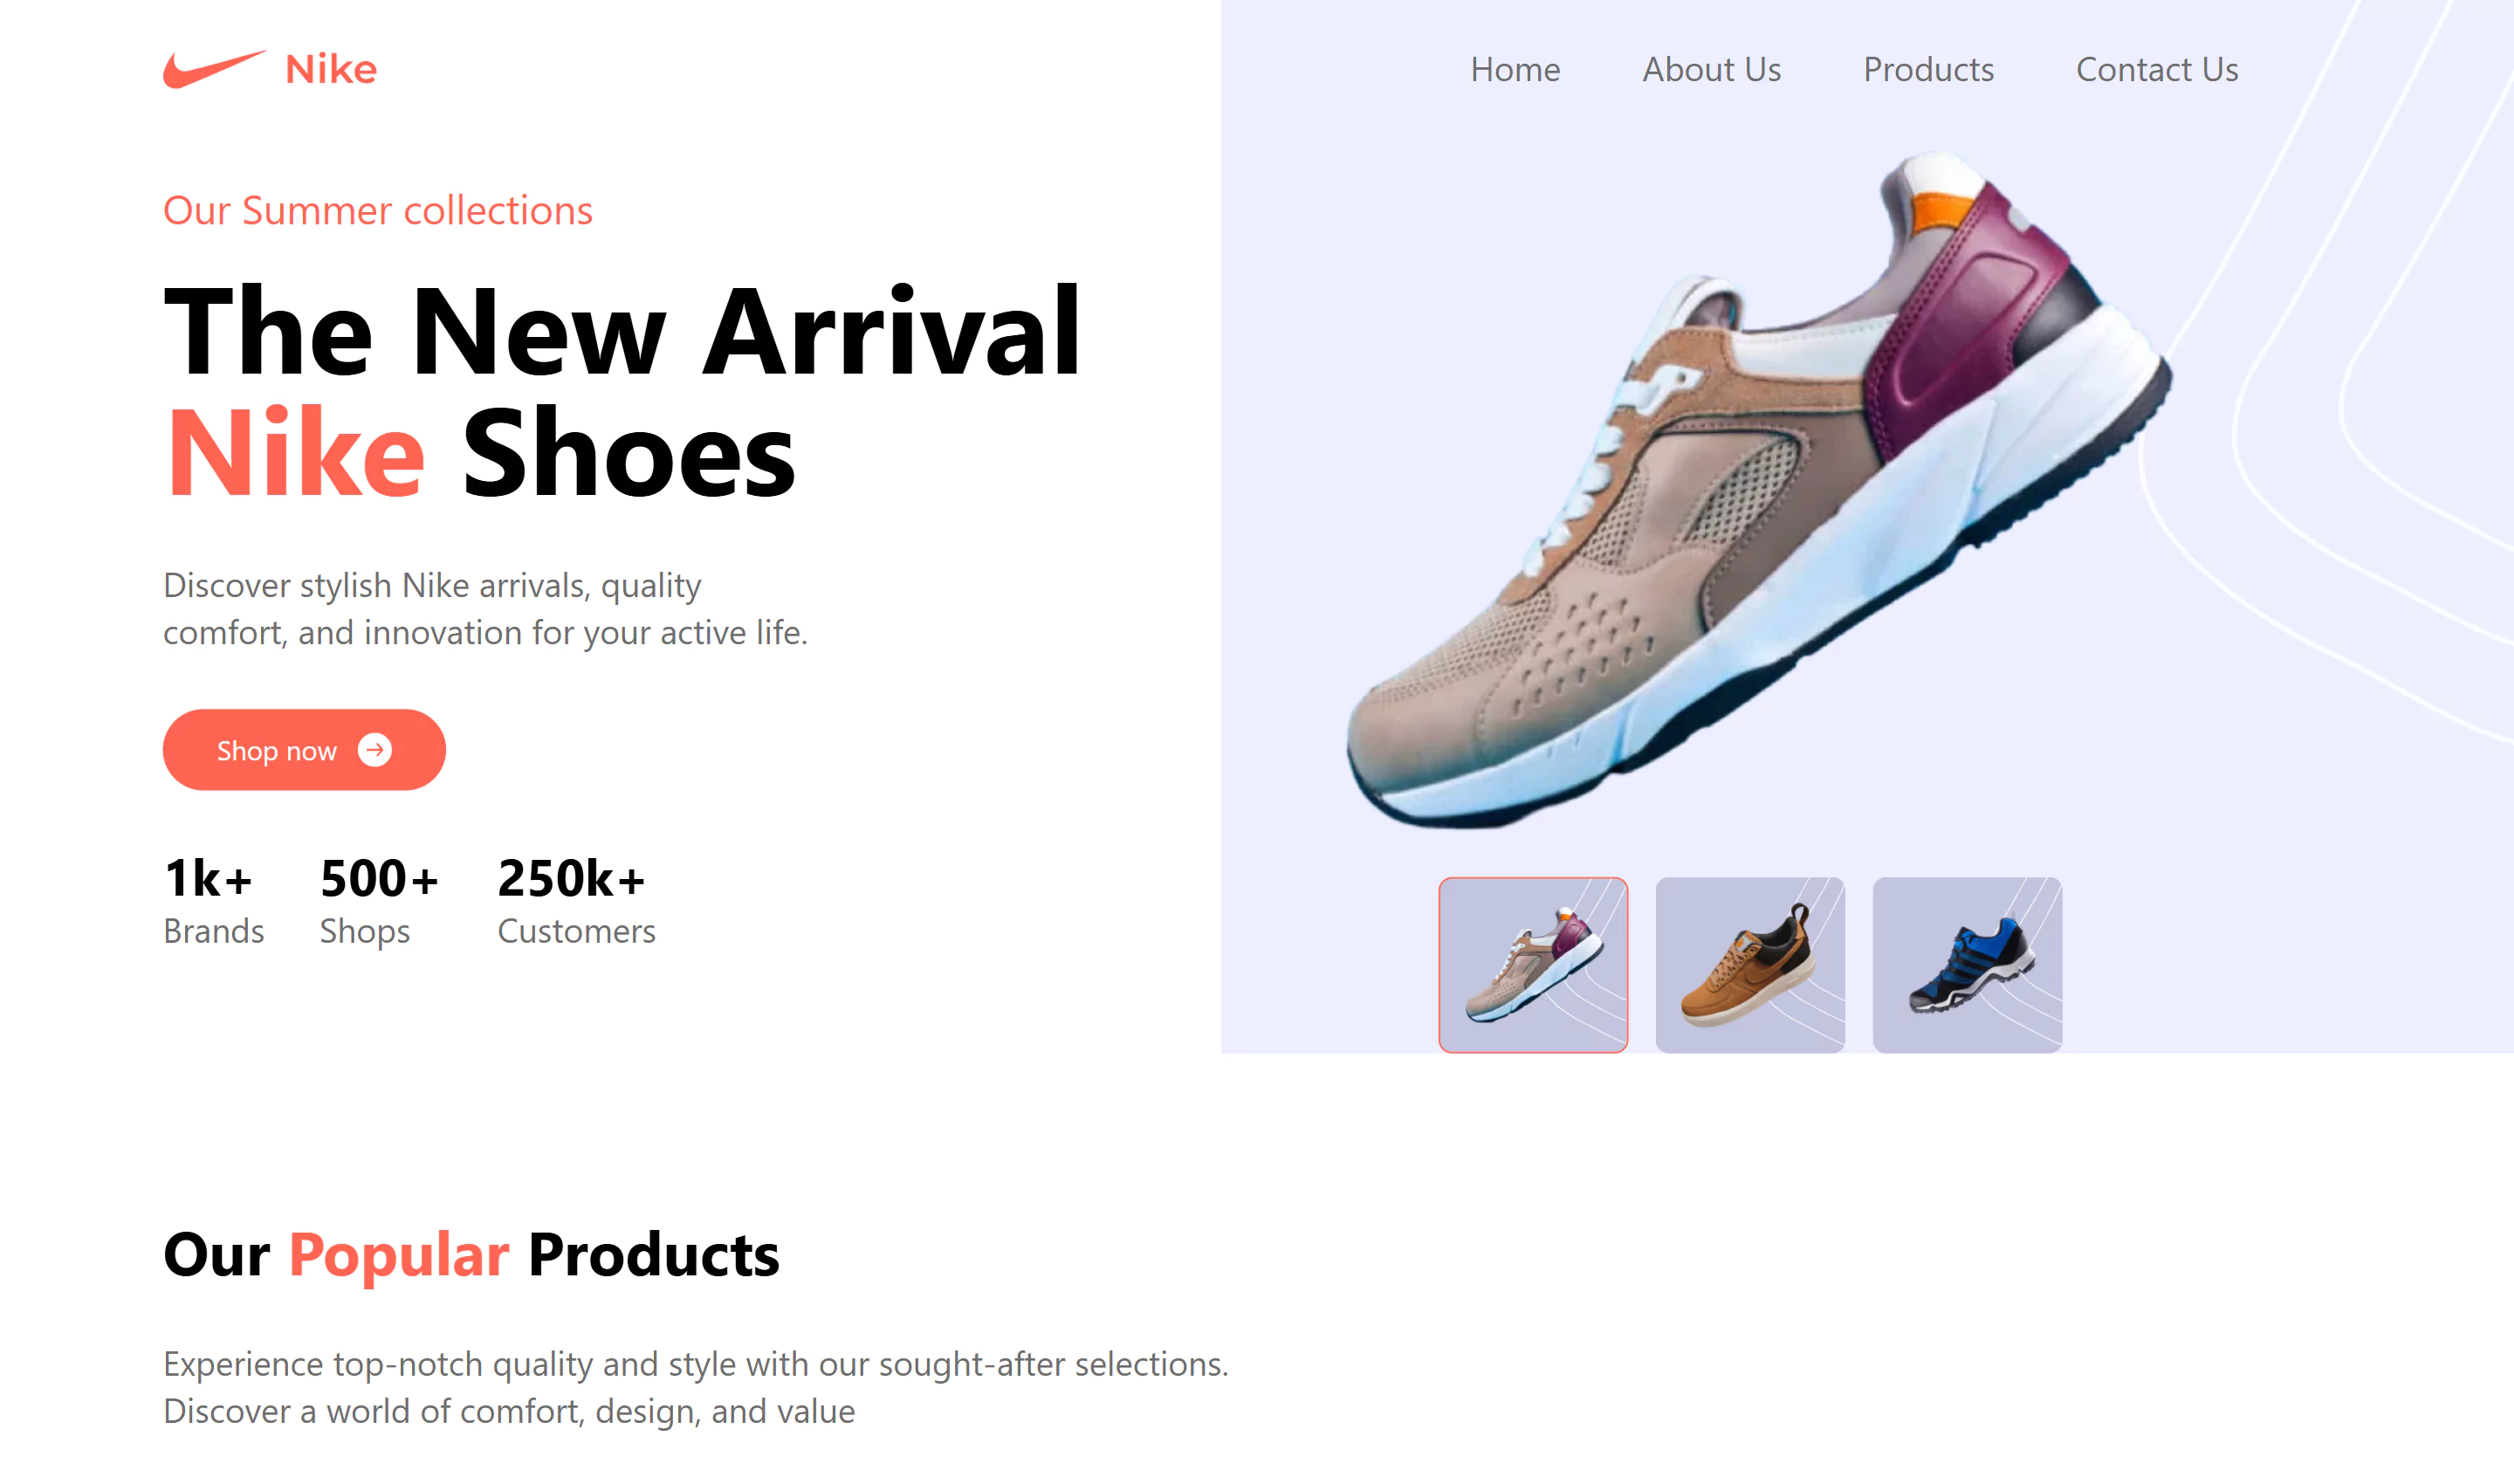 Nike
Home
About Us
Products
Contact Us
Our Summer collections
The New Arrival
Nike Shoes
Discover stylish Nike arrivals, quality
comfort, and innovation for your active life.
Shop now
1k+
Brands
500+
Shops
250k+
Customers
Our Popular Products
Experience top-notch quality and style with our sought-after selections.
Discover a world of comfort, design, and value